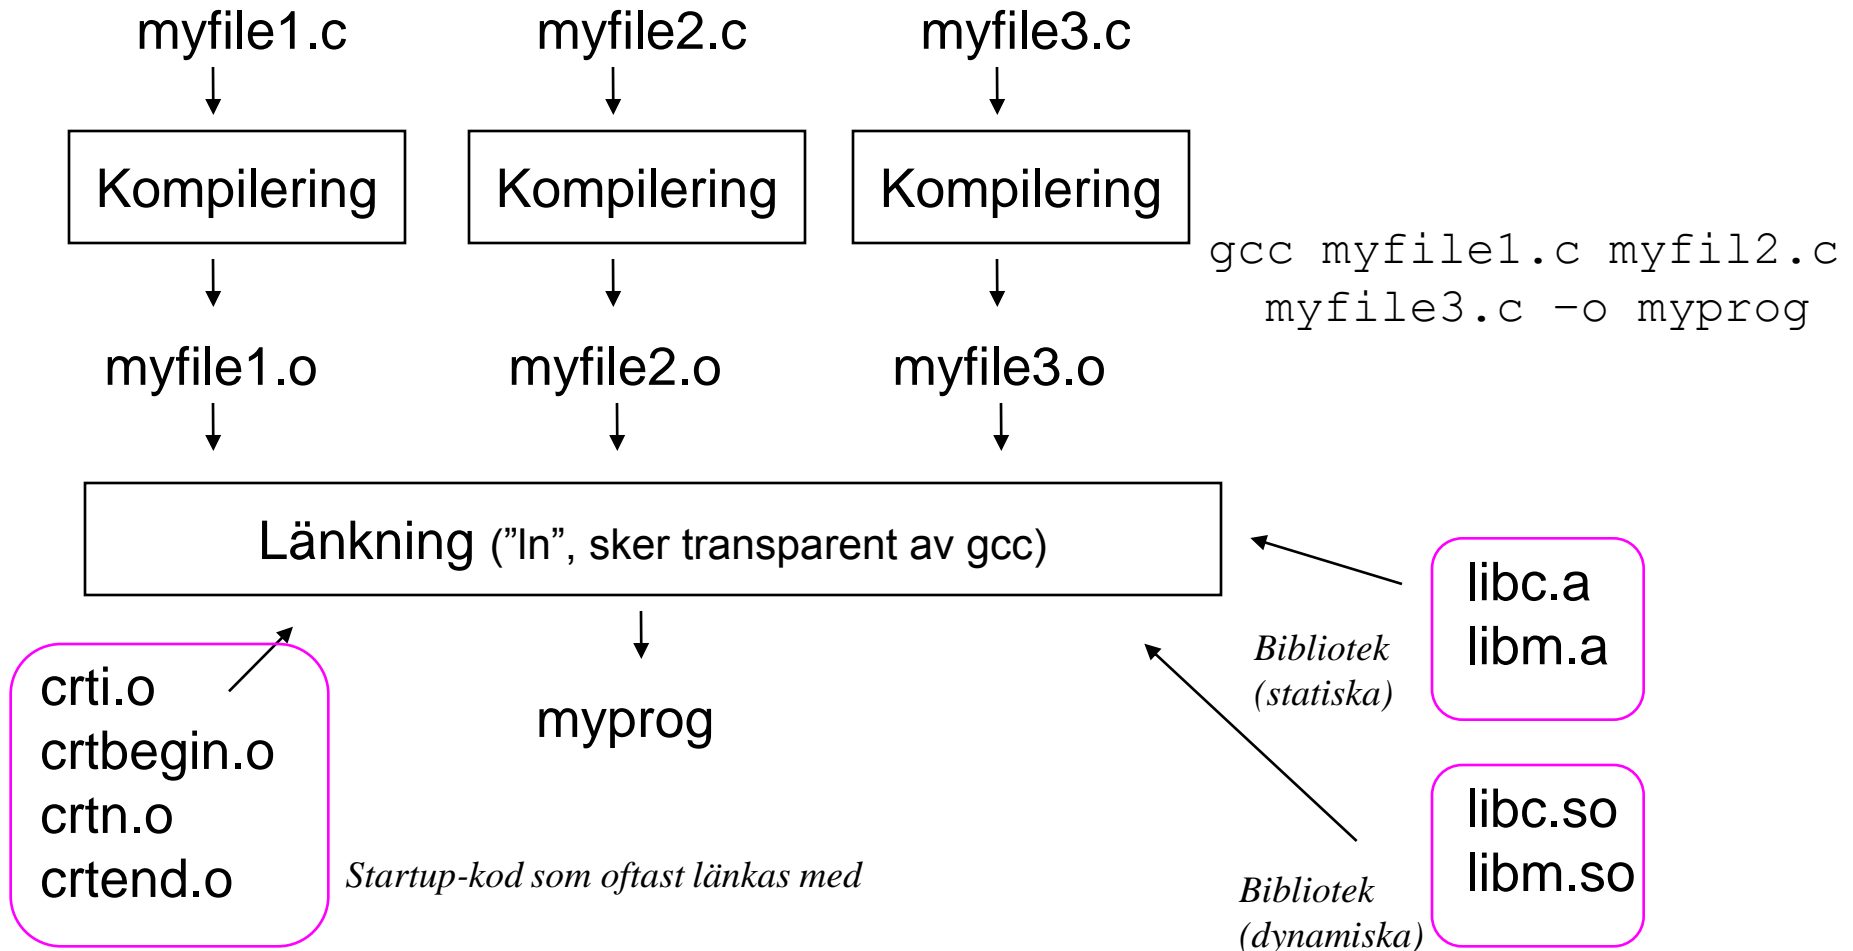 myfile1.c myfile2.c myfile3.c
Kompilering Kompilering Kompilering
gcc myfile1.c myfil2.c
myfile3.c –o myprog
myfile1.o myfile2.o myfile3.o
Länkning (”ln”, sker transparent av gcc)
libc.a
libm.a
Bibliotek
(statiska)
crti.o
crtbegin.o
crtn.o
crtend.o
myprog
Startup-kod som oftast länkas med
libc.so
libm.so
Bibliotek
(dynamiska)